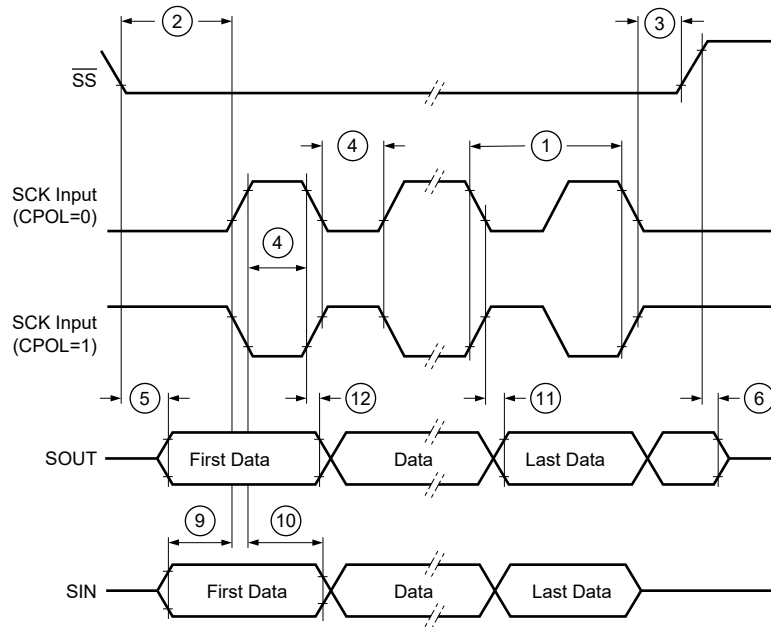 2
3
SS
4
1
SCK Input
(CPOL=0)
4
SCK Input
(CPOL=1)
5
12
11
6
SOUT
First Data
Data
Last Data
9
10
SIN
First Data
Data
Last Data